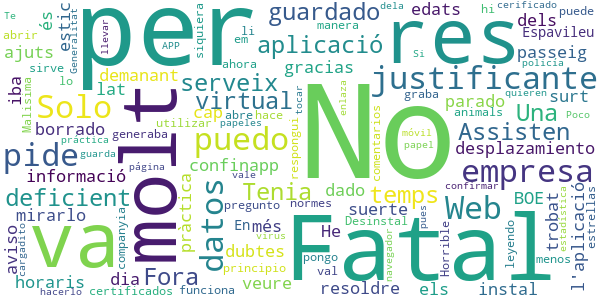 per
res
No
Fatal
molt
va
Solo
pide
puedo
datos
justificante
empresa
Web
aplicació
guardado
virtual
serveix
temps
Assisten
deficient
Tenia
Fora
Una
desplazamiento
edats
dels
Espavileu
passeig
hi
certificado
puede
dela
Si
policía
quieren
Poco
animals
surt
graba
parado
gracias
siquiera
manera
li
em
ahora
APP
llevar
Te
abrir
Generalitat
és
estic
ajuts
iba
demanant
lat
cap
abre
hace
utilizar
papeles
tocar
enlaza
respongui
comentarios
móvil
papel
lo
sirve
Malísima
borrado
generaba
práctica
guarda
página
informació
confinapp
pràctica
mirarlo
aviso
cargadito
horaris
hacerlo
companyia
certificados
dia
funciona
veure
dubtes
principio
virus
vale
pregunto
normes
En
més
dado
suerte
He
Desinstal
pongo
val
resoldre
els
navegador
pues
Horrible
leyendo
instal
confirmar
BOE
menos
trobat
l'aplicació
estadística
estrellas